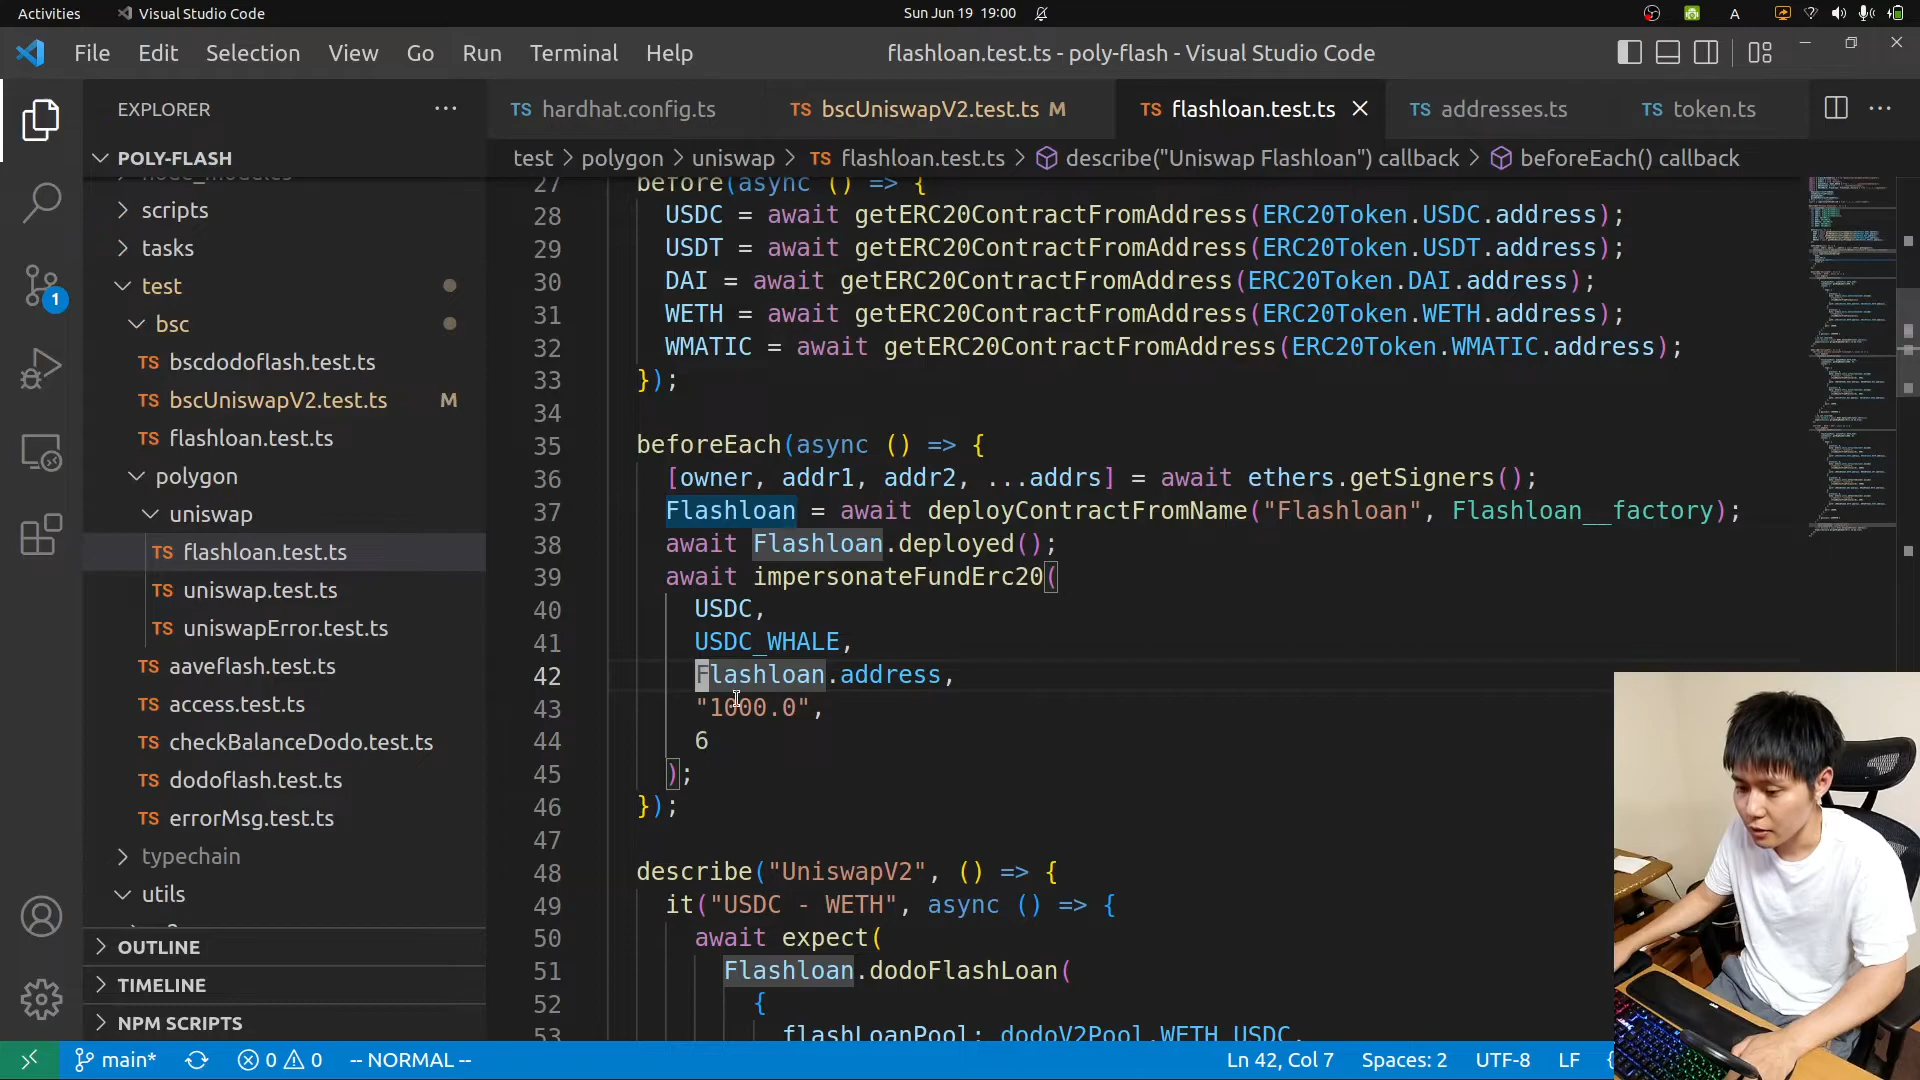 Activities
Visual Studio Code
Sun Jun 19 19:00
A
File Edit Selection View Go Run Terminal Help
flashloan.test.ts - poly-flash - Visual Studio Code
EXPLORER
TS hardhat.config.ts
TS bscUniswapV2.test.ts M
TS flashloan.test.ts
TS addresses.ts
TS token.ts
POLY-FLASH
test > polygon > uniswap > TS flashloan.test.ts > describe("Uniswap Flashloan") callback > beforeEach() callback
node_modules
scripts
tasks
test
1
bsc
TS bscdodoflash.test.ts
TS bscUniswapV2.test.ts M
TS flashloan.test.ts
polygon
uniswap
TS flashloan.test.ts
TS uniswap.test.ts
TS uniswapError.test.ts
TS aaveflash.test.ts
TS access.test.ts
TS checkBalanceDodo.test.ts
TS dodoflash.test.ts
TS errorMsg.test.ts
typechain
utils
OUTLINE
TIMELINE
NPM SCRIPTS
27 before(async () => {
28 USDC = await getERC20ContractFromAddress(ERC20Token.USDC.address);
29 USDT = await getERC20ContractFromAddress(ERC20Token.USDT.address);
30 DAI = await getERC20ContractFromAddress(ERC20Token.DAI.address);
31 WETH = await getERC20ContractFromAddress(ERC20Token.WETH.address);
32 WMATIC = await getERC20ContractFromAddress(ERC20Token.WMATIC.address);
33 });
34
35 beforeEach(async () => {
36 [owner, addr1, addr2, ...addrs] = await ethers.getSigners();
37 Flashloan = await deployContractFromName("Flashloan", Flashloan__factory);
38 await Flashloan.deployed();
39 await impersonateFundErc20(
40 USDC,
41 USDC_WHALE,
42 Flashloan.address,
43 "1000.0",
44 6
45 );
46 });
47
48 describe("UniswapV2", () => {
49 it("USDC - WETH", async () => {
50 await expect(
51 Flashloan.dodoFlashLoan(
52 {
53 flashLoanPool: dodoV2Pool.WETH_USDC,
main* 0 0 -- NORMAL --
Ln 42, Col 7 Spaces: 2 UTF-8 LF {